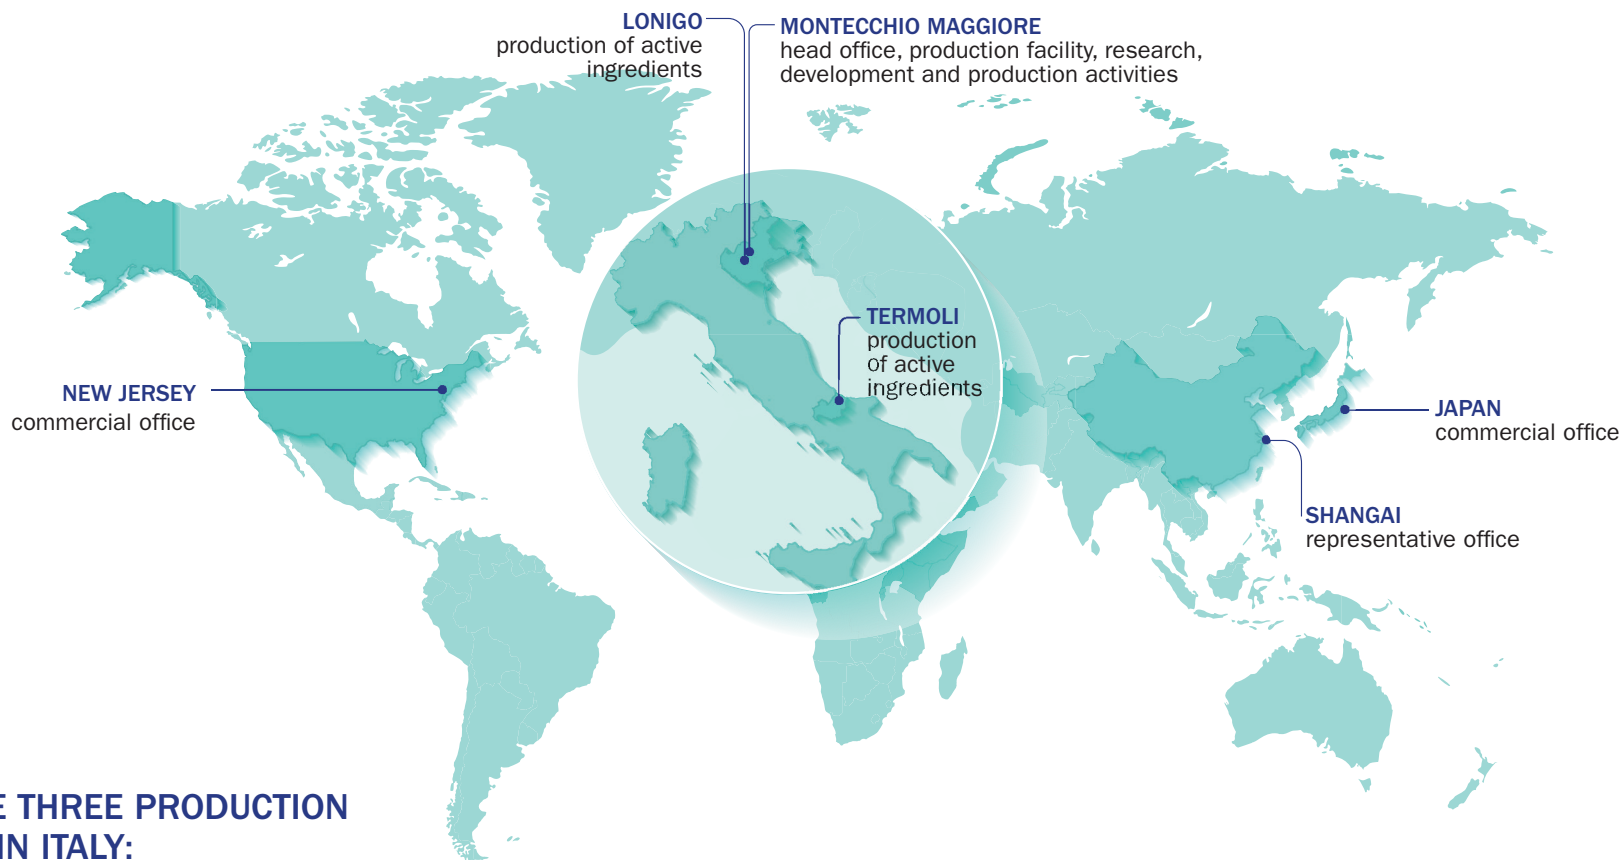 LONIGO
production of active
ingredients
MONTECCHIO MAGGIORE
head office, production facility, research,
development and production activities
TERMOLI
production
of active
ingredients
NEW JERSEY
commercial office
JAPAN
commercial office
SHANGAI
representative office
E THREE PRODUCTION
IN ITALY: